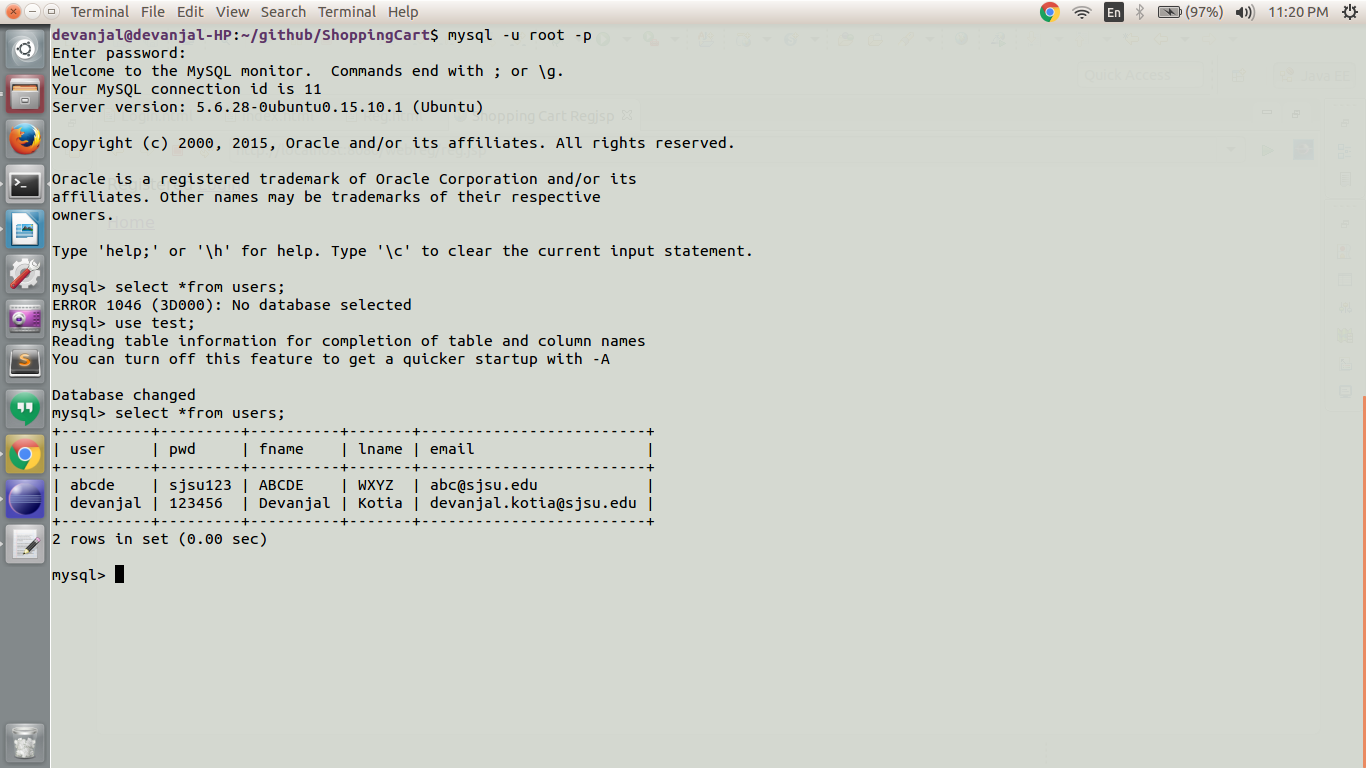 Terminal File Edit View Search Terminal Help En (97%) 11:20 PM
devanjal@devanjal-HP:~/github/ShoppingCart$ mysql -u root -p
Enter password:
Welcome to the MySQL monitor.  Commands end with ; or \g.
Your MySQL connection id is 11
Server version: 5.6.28-0ubuntu0.15.10.1 (Ubuntu)
Quick Access
Shopping Cart Regjsp
Copyright (c) 2000, 2015, Oracle and/or its affiliates. All rights reserved.
Oracle is a registered trademark of Oracle Corporation and/or its
affiliates. Other names may be trademarks of their respective
owners.
Home
Type 'help;' or '\h' for help. Type '\c' to clear the current input statement.
mysql> select *from users;
ERROR 1046 (3D000): No database selected
mysql> use test;
Reading table information for completion of table and column names
You can turn off this feature to get a quicker startup with -A
Database changed
mysql> select *from users;
+----------+---------+----------+-------+-------------------------+
| user     | pwd     | fname    | lname | email                   |
+----------+---------+----------+-------+-------------------------+
| abcde    | sjsu123 | ABCDE    | WXYZ  | abc@sjsu.edu            |
| devanjal | 123456  | Devanjal | Kotia | devanjal.kotia@sjsu.edu |
+----------+---------+----------+-------+-------------------------+
2 rows in set (0.00 sec)
mysql>